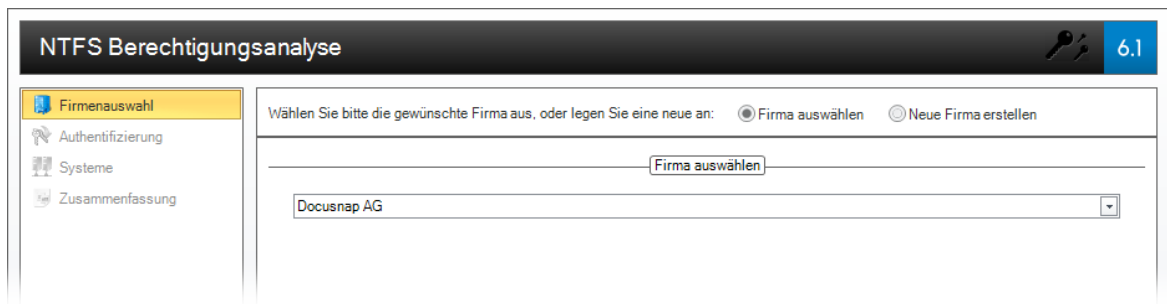 NTFS Berechtigungsanalyse
6.1
Firmenauswahl
Authentifizierung
Systeme
Zusammenfassung
Wählen Sie bitte die gewünschte Firma aus, oder legen Sie eine neue an:
Firma auswählen
Neue Firma erstellen
Firma auswählen
Docusnap AG